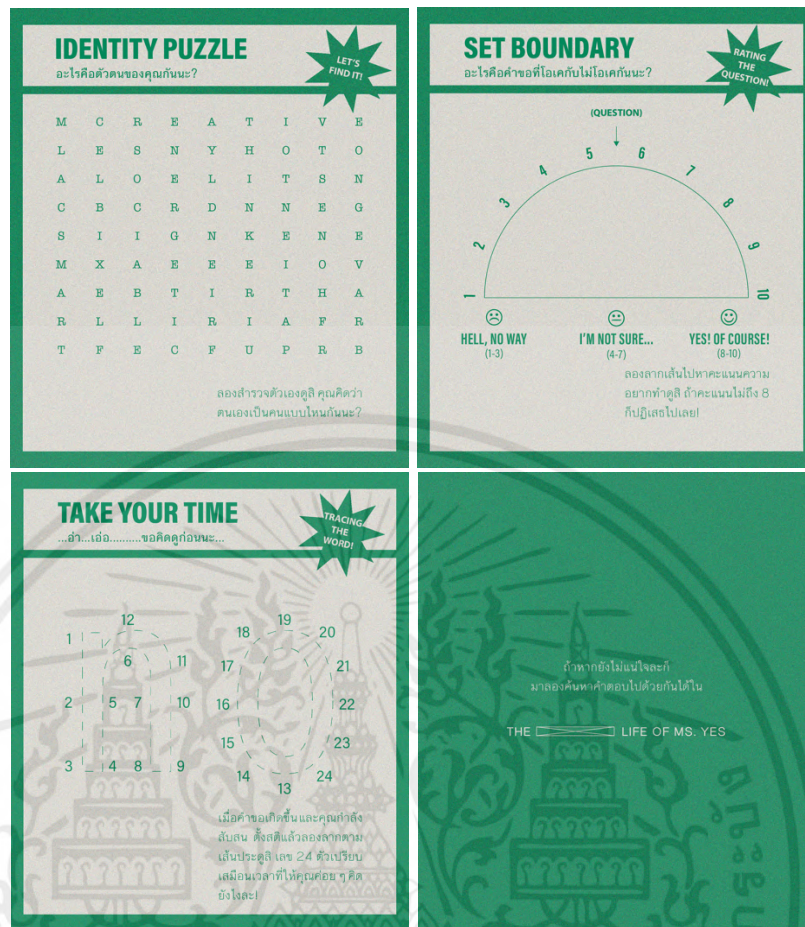 IDENTITY PUZZLE
อะไรคือตัวตนของคุณกันนะ?
LET'S
FIND IT!
M C R E A T I V E
L E S N Y H O T O
A L O E L I T S N
C B C R D N N E G
S I I G N K E N E
M X A E E E I O V
A E B T I R T H A
R L L I R I A F R
T F E C F U P R B
ลองสำรวจตัวเองดูสิ คุณคิดว่า
ตนเองเป็นคนแบบไหนกันนะ?
SET BOUNDARY
อะไรคือคำขอที่โอเคกับไม่โอเคกันนะ?
RATING
THE
QUESTION!
(QUESTION)
1 2 3 4 5 6 7 8 9 10
HELL, NO WAY
(1-3)
I'M NOT SURE...
(4-7)
YES! OF COURSE!
(8-10)
ลองลากเส้นไปหาคะแนนความ
อยากทำดูสิ ถ้าคะแนนไม่ถึง 8
ก็ปฏิเสธไปเลย!
TAKE YOUR TIME
...อ่า...เอ่อ..........ขอคิดดูก่อนนะ...
TRACING
THE
WORD!
12 19
1 18 20
6 11 17 21
2 5 7 10 16 22
15 23
3 4 8 9 14 24
13
เมื่อคำขอเกิดขึ้นและคุณกำลัง
สับสน ตั้งสติแล้วลองลากตาม
เส้นประดูสิ เลข 24 ตัวเปรียบ
เสมือนเวลาที่ให้คุณค่อย ๆ คิด
ยังไงละ!
ถ้าหากยังไม่แน่ใจละก็
มาลองค้นหาคำตอบไปด้วยกันได้ใน
THE LIFE OF MS. YES